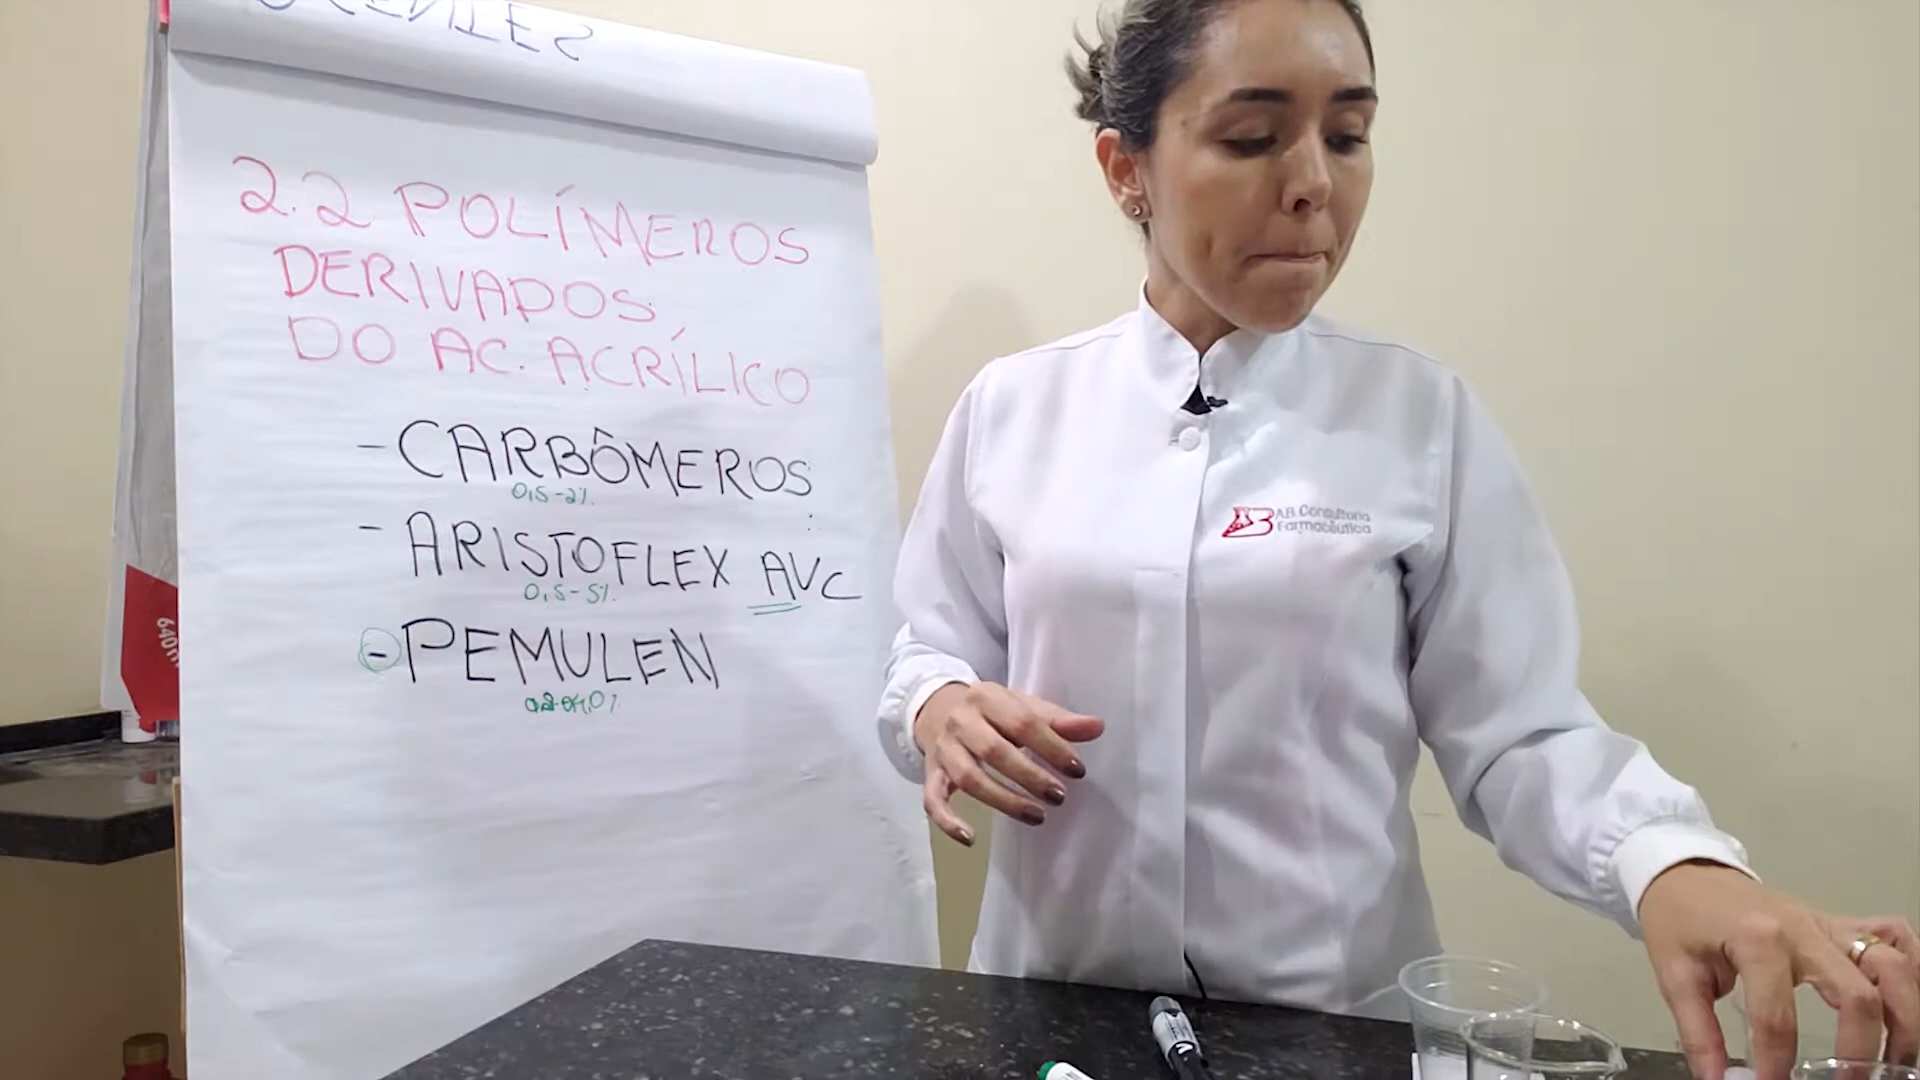 2.2 POLÍMEROS
DERIVADOS
DO AC. ACRÍLICO
- CARBÔMEROS
0,5-2%.
- ARISTOFLEX AVC
0,5-5%.
- PEMULEN
A.B. Consultoria
Farmacêutica